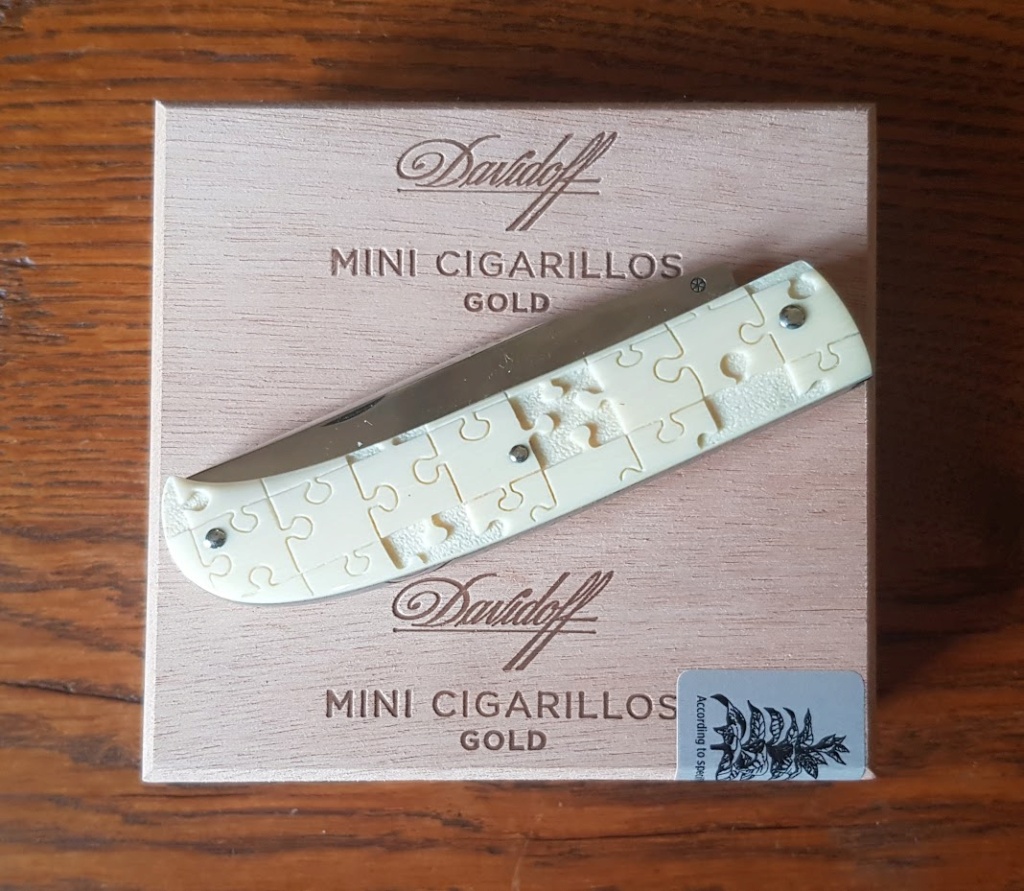 Davidoff
MINI CIGARILLOS
GOLD
Davidoff
MINI CIGARILLOS
GOLD
According to